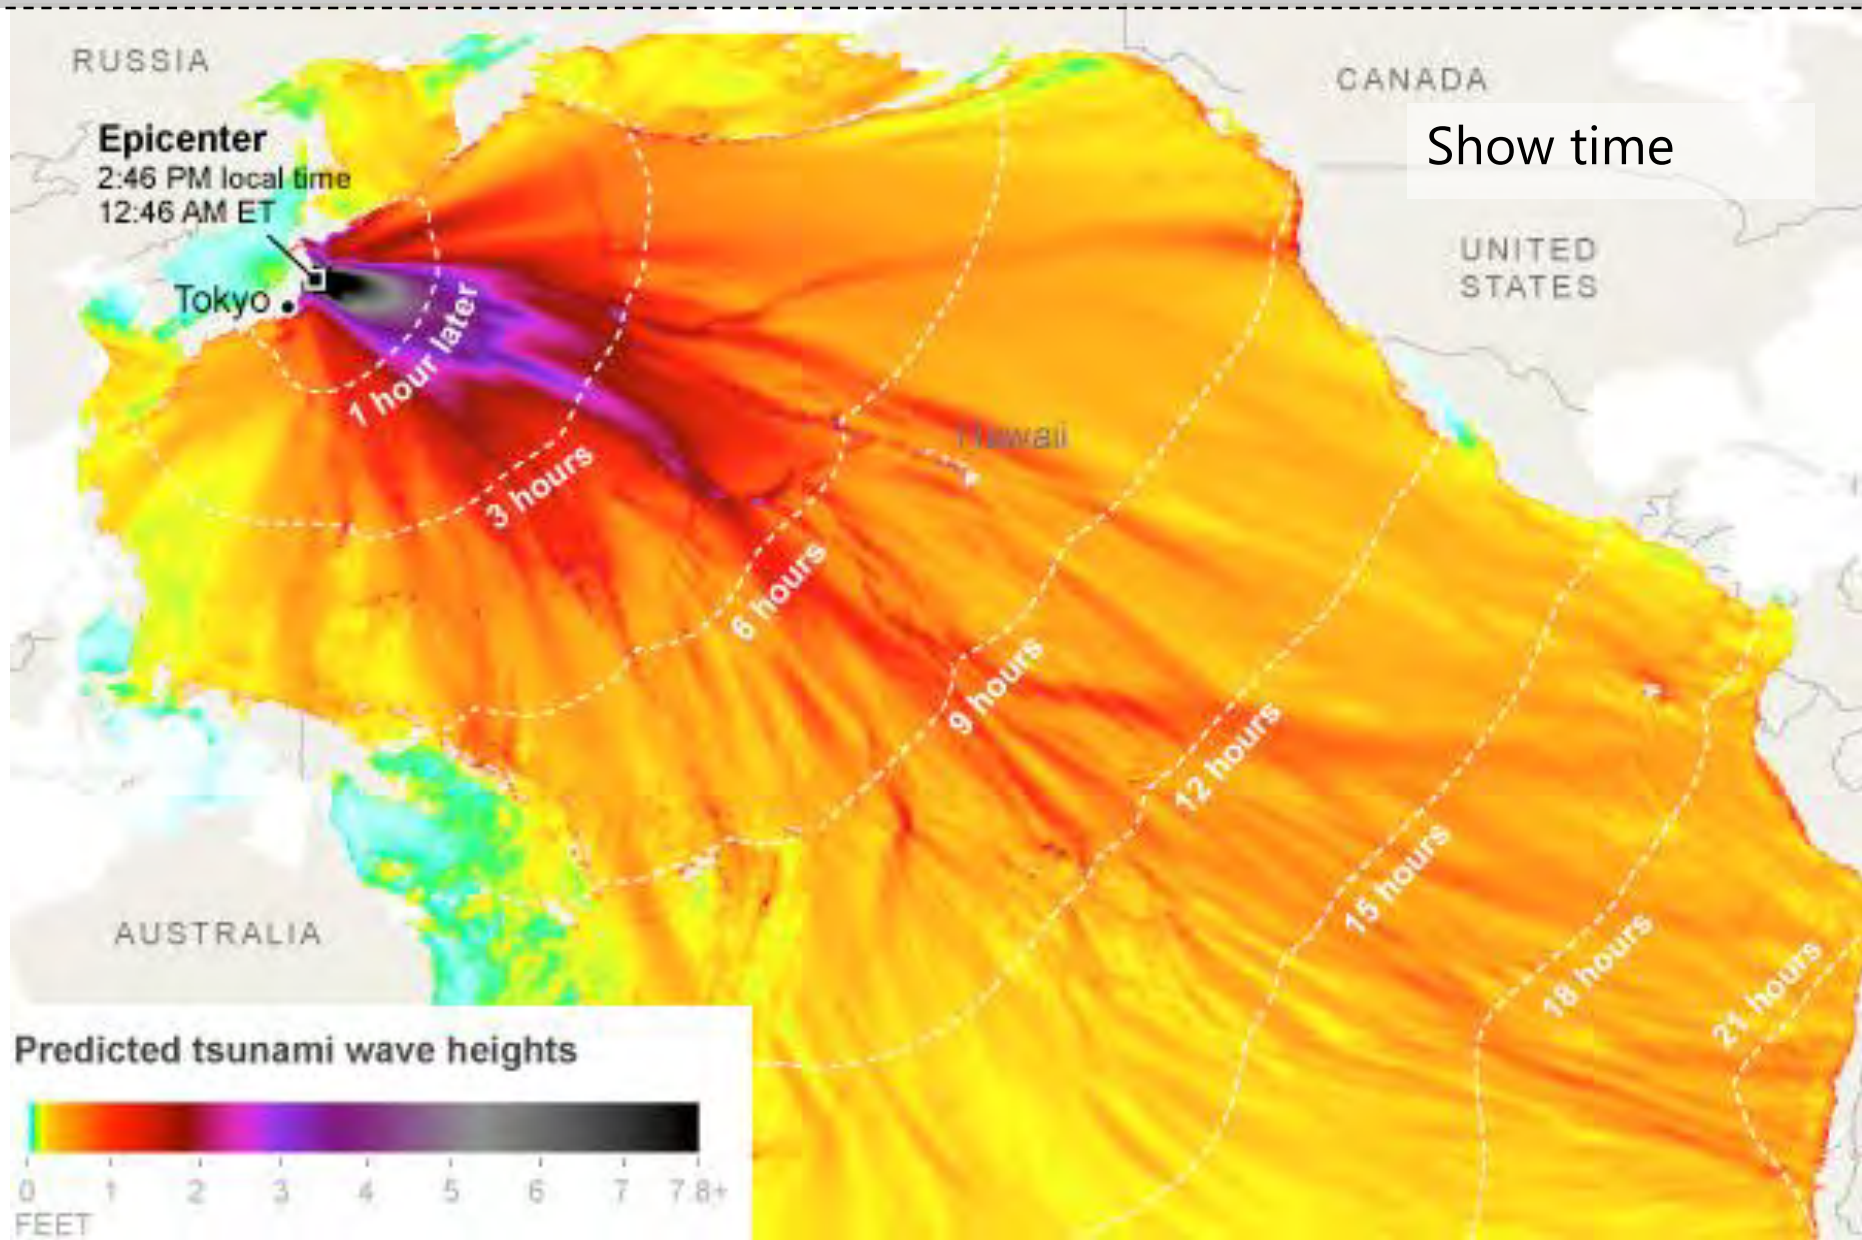 RUSSIA
CANADA
Epicenter
2:46 PM local time
12:46 AM ET
Show time
UNITED
STATES
Tokyo
1 hour later
Hawaii
3 hours
6 hours
9 hours
12 hours
15 hours
18 hours
21 hours
AUSTRALIA
Predicted tsunami wave heights
0 1 2 3 4 5 6 7 7.8+
FEET